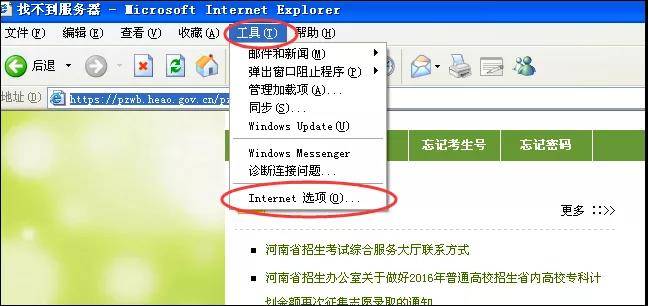 找不到服务器 - Microsoft Internet Explorer
文件(F) 编辑(E) 查看(V) 收藏(A) 工具(T) 帮助(H)
后退
邮件和新闻(M)
弹出窗口阻止程序(P)
管理加载项(A)...
同步(S)...
Windows Update(U)
Windows Messenger
诊断连接问题...
Internet 选项(O)...
地址(D) https://pzwb.heao.gov.cn/pz
忘记考生号 忘记密码
更多 ::>>
河南省招生考试综合服务大厅联系方式
河南省招生办公室关于做好2016年普通高校招生省内高校专科计
划余额再次征集志愿录取的通知